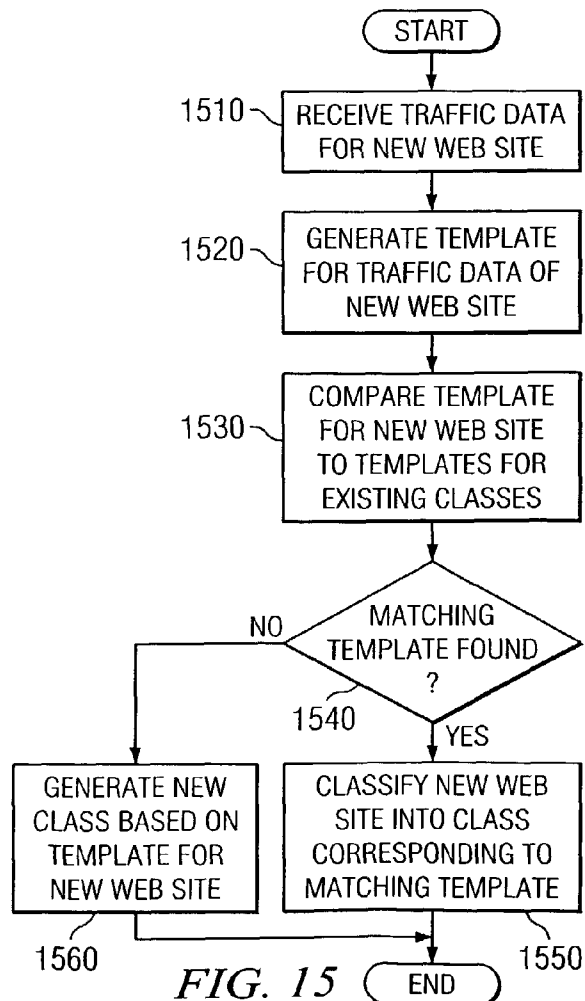 START
1510
RECEIVE TRAFFIC DATA
FOR NEW WEB SITE
1520
GENERATE TEMPLATE
FOR TRAFFIC DATA OF
NEW WEB SITE
1530
COMPARE TEMPLATE
FOR NEW WEB SITE
TO TEMPLATES FOR
EXISTING CLASSES
NO
MATCHING
TEMPLATE FOUND
?
1540
YES
GENERATE NEW
CLASS BASED ON
TEMPLATE FOR
NEW WEB SITE
CLASSIFY NEW WEB
SITE INTO CLASS
CORRESPONDING TO
MATCHING TEMPLATE
1560
1550
FIG. 15
END